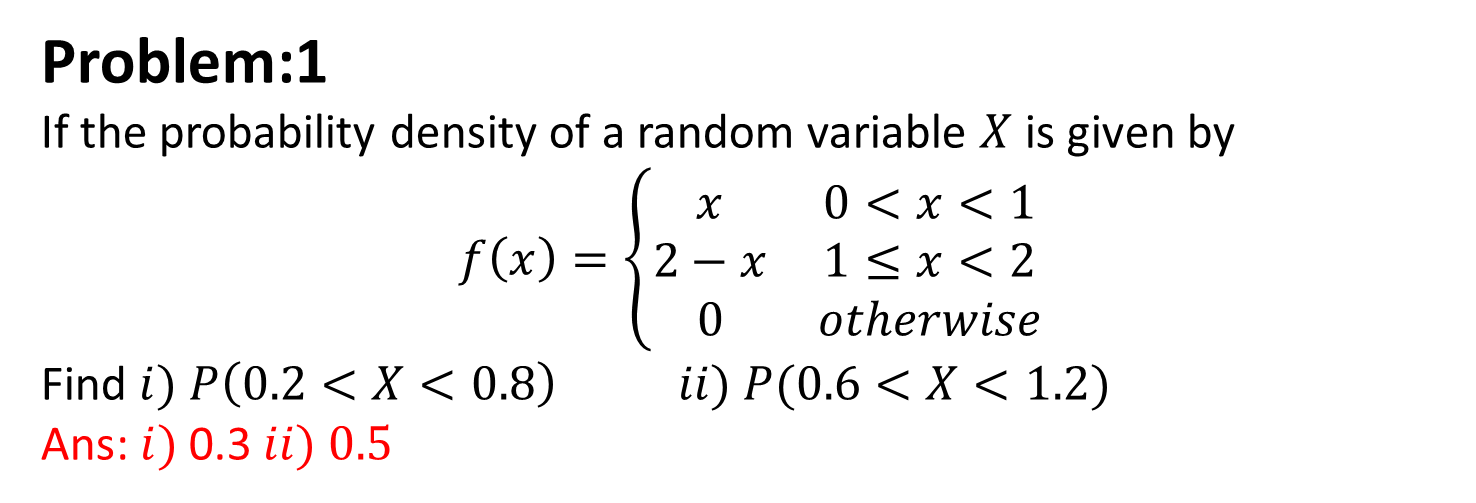 Problem:1
If the probability density of a random variable X is given by
x 0 < x < 1
f(x) = { 2 − x 1 ≤ x < 2
0 otherwise
Find i) P(0.2 < X < 0.8) ii) P(0.6 < X < 1.2)
Ans: i) 0.3 ii) 0.5